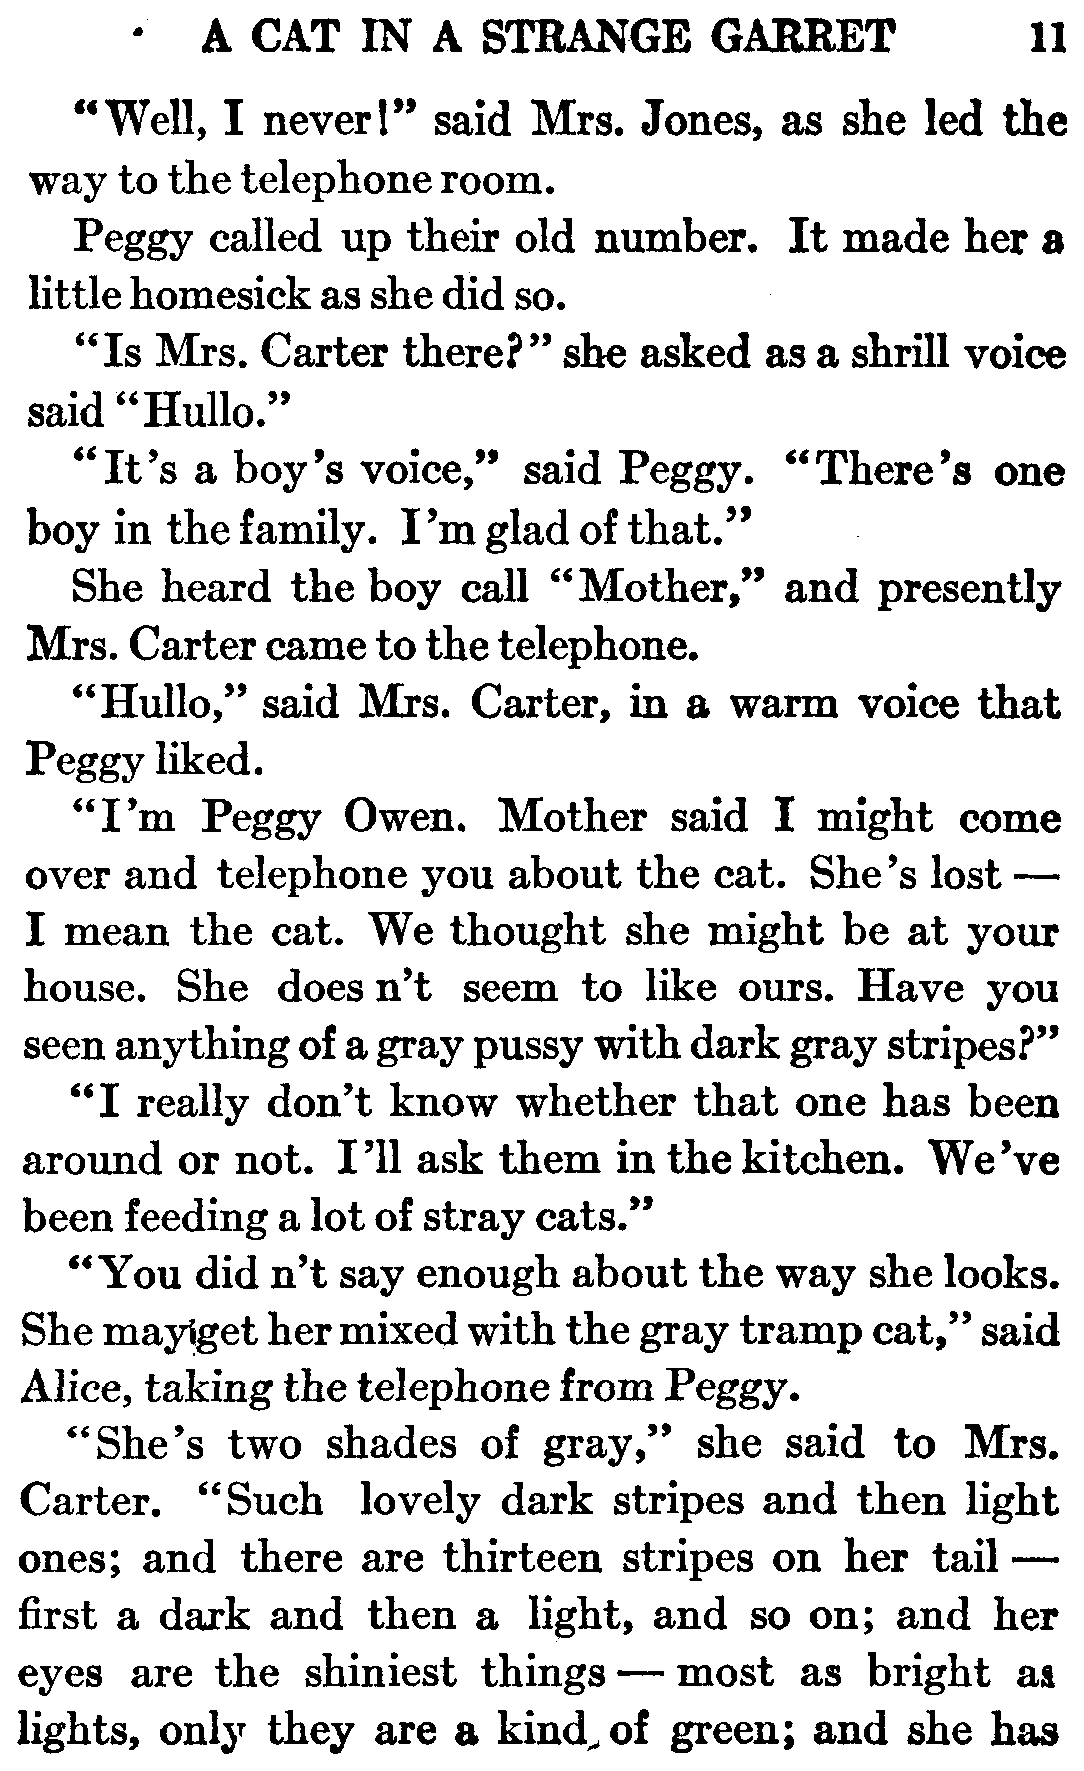 A CAT IN A STRANGE GARRET 11
“Well, I never!” said Mrs. Jones, as she led the
way to the telephone room.
Peggy called up their old number. It made her a
little homesick as she did so.
“Is Mrs. Carter there?” she asked as a shrill voice
said “Hullo.”
“It’s a boy’s voice,” said Peggy. “There’s one
boy in the family. I’m glad of that.”
She heard the boy call “Mother,” and presently
Mrs. Carter came to the telephone.
“Hullo,” said Mrs. Carter, in a warm voice that
Peggy liked.
“I’m Peggy Owen. Mother said I might come
over and telephone you about the cat. She’s lost —
I mean the cat. We thought she might be at your
house. She does n’t seem to like ours. Have you
seen anything of a gray pussy with dark gray stripes?”
“I really don’t know whether that one has been
around or not. I’ll ask them in the kitchen. We’ve
been feeding a lot of stray cats.”
“You did n’t say enough about the way she looks.
She may get her mixed with the gray tramp cat,” said
Alice, taking the telephone from Peggy.
“She’s two shades of gray,” she said to Mrs.
Carter. “Such lovely dark stripes and then light
ones; and there are thirteen stripes on her tail —
first a dark and then a light, and so on; and her
eyes are the shiniest things — most as bright as
lights, only they are a kind of green; and she has